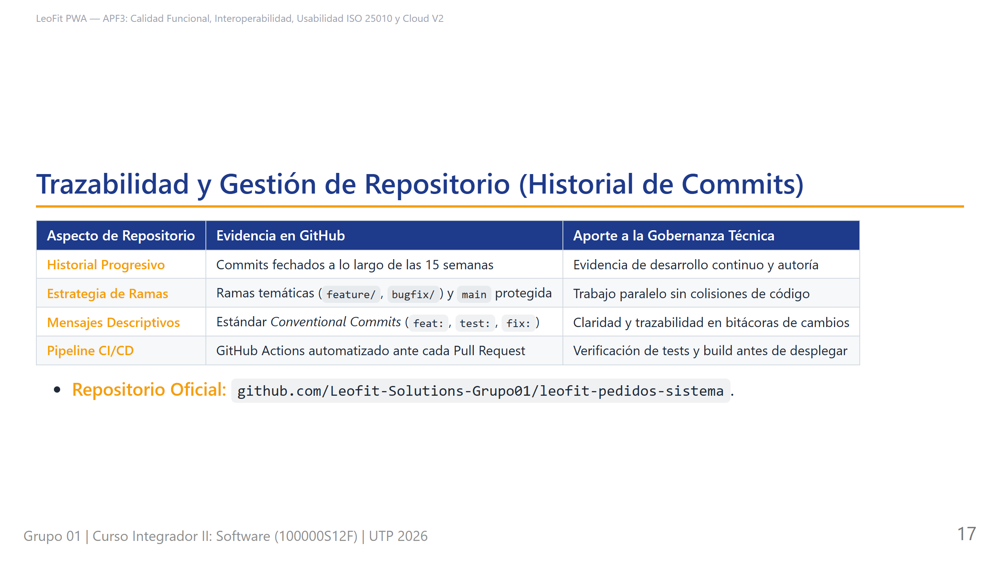 LeoFit PWA — APF3: Calidad Funcional, Interoperabilidad, Usabilidad ISO 25010 y Cloud V2
Trazabilidad y Gestión de Repositorio (Historial de Commits)
Aspecto de Repositorio Evidencia en GitHub Aporte a la Gobernanza Técnica
Historial Progresivo Commits fechados a lo largo de las 15 semanas Evidencia de desarrollo continuo y autoría
Estrategia de Ramas Ramas temáticas (feature/, bugfix/) y main protegida Trabajo paralelo sin colisiones de código
Mensajes Descriptivos Estándar Conventional Commits (feat:, test:, fix:) Claridad y trazabilidad en bitácoras de cambios
Pipeline CI/CD GitHub Actions automatizado ante cada Pull Request Verificación de tests y build antes de desplegar
• Repositorio Oficial: github.com/Leofit-Solutions-Grupo01/leofit-pedidos-sistema.
Grupo 01 | Curso Integrador II: Software (100000S12F) | UTP 2026
17